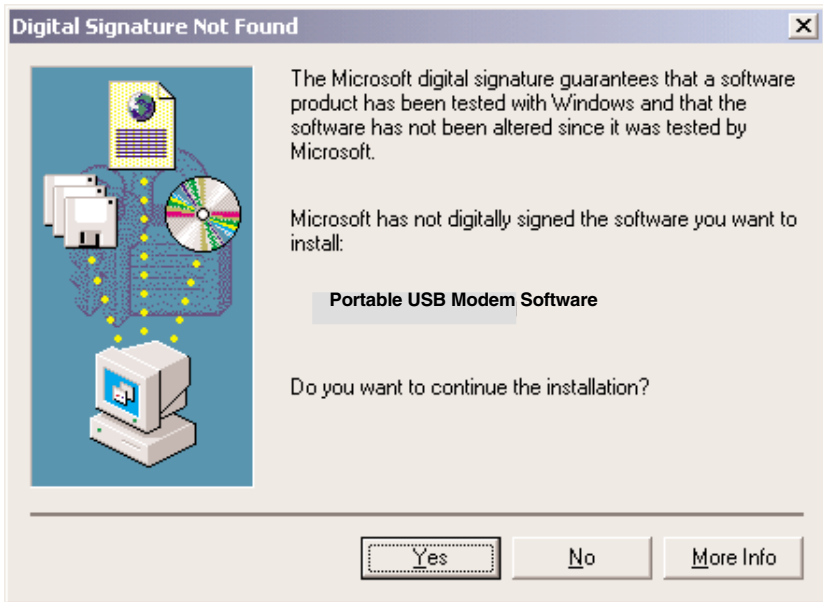 Digital Signature Not Found
The Microsoft digital signature guarantees that a software
product has been tested with Windows and that the
software has not been altered since it was tested by
Microsoft.
Microsoft has not digitally signed the software you want to
install:
Portable USB Modem Software
Do you want to continue the installation?
Yes
No
More Info